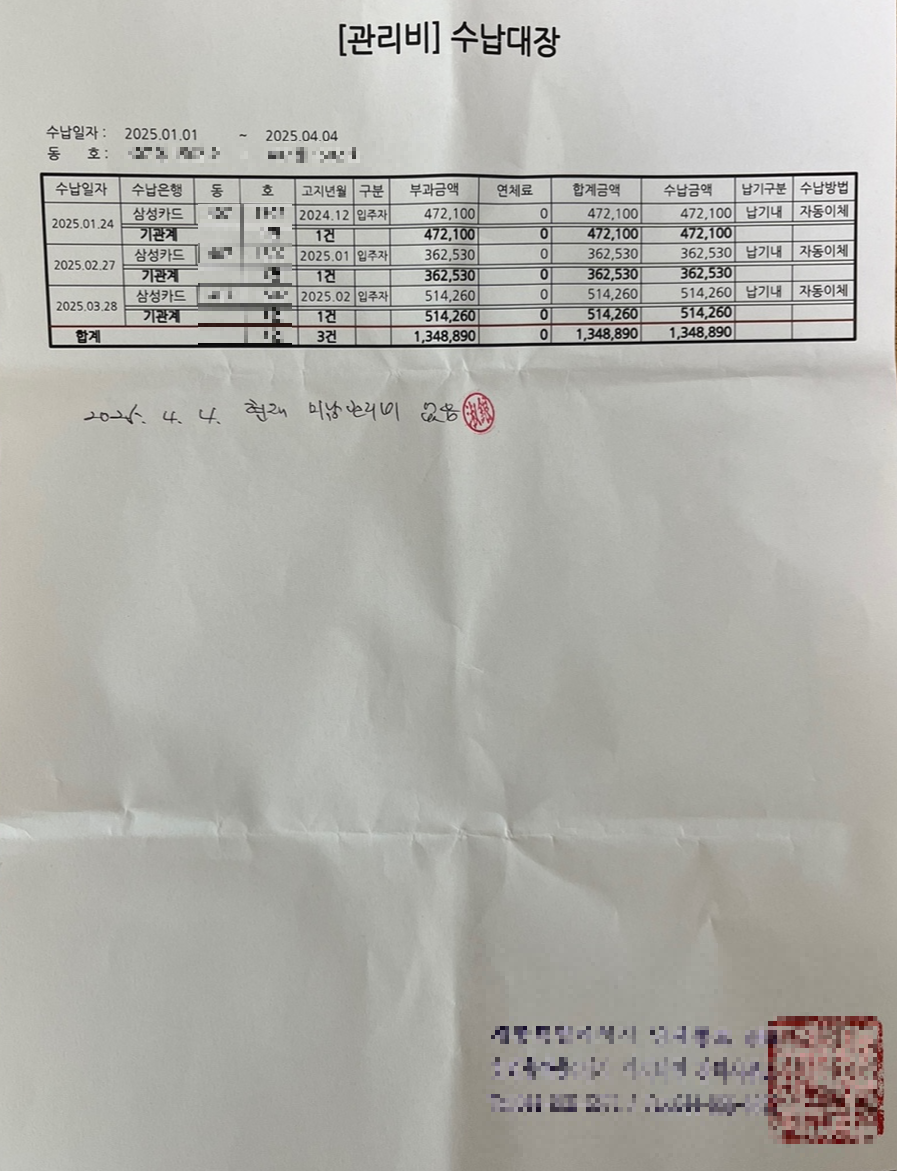 [관리비] 수납대장
수납일자 : 2025.01.01 ~ 2025.04.04
동 호 :
수납일자 수납은행 동 호 고지년월 구분 부과금액 연체료 합계금액 수납금액 납기구분 수납방법
2025.01.24 삼성카드 2024.12 입주자 472,100 0 472,100 472,100 납기내 자동이체
기관계 1건 472,100 0 472,100 472,100
2025.02.27 삼성카드 2025.01 입주자 362,530 0 362,530 362,530 납기내 자동이체
기관계 1건 362,530 0 362,530 362,530
2025.03.28 삼성카드 2025.02 입주자 514,260 0 514,260 514,260 납기내 자동이체
기관계 1건 514,260 0 514,260 514,260
합계 3건 1,348,890 0 1,348,890 1,348,890
2025. 4. 4. 현재 미납관리비 없음